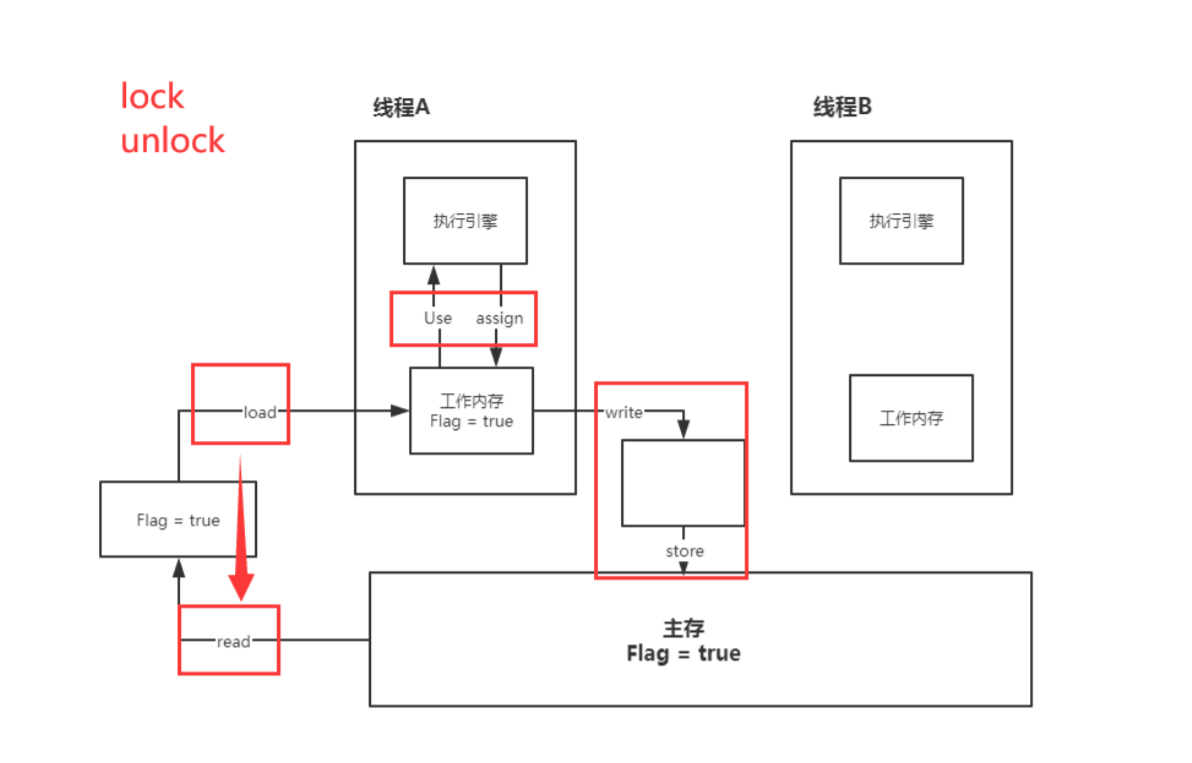 lock
unlock
线程A
线程B
执行引擎
执行引擎
Use
assign
load
工作内存
Flag = true
write
工作内存
Flag = true
store
read
主存
Flag = true